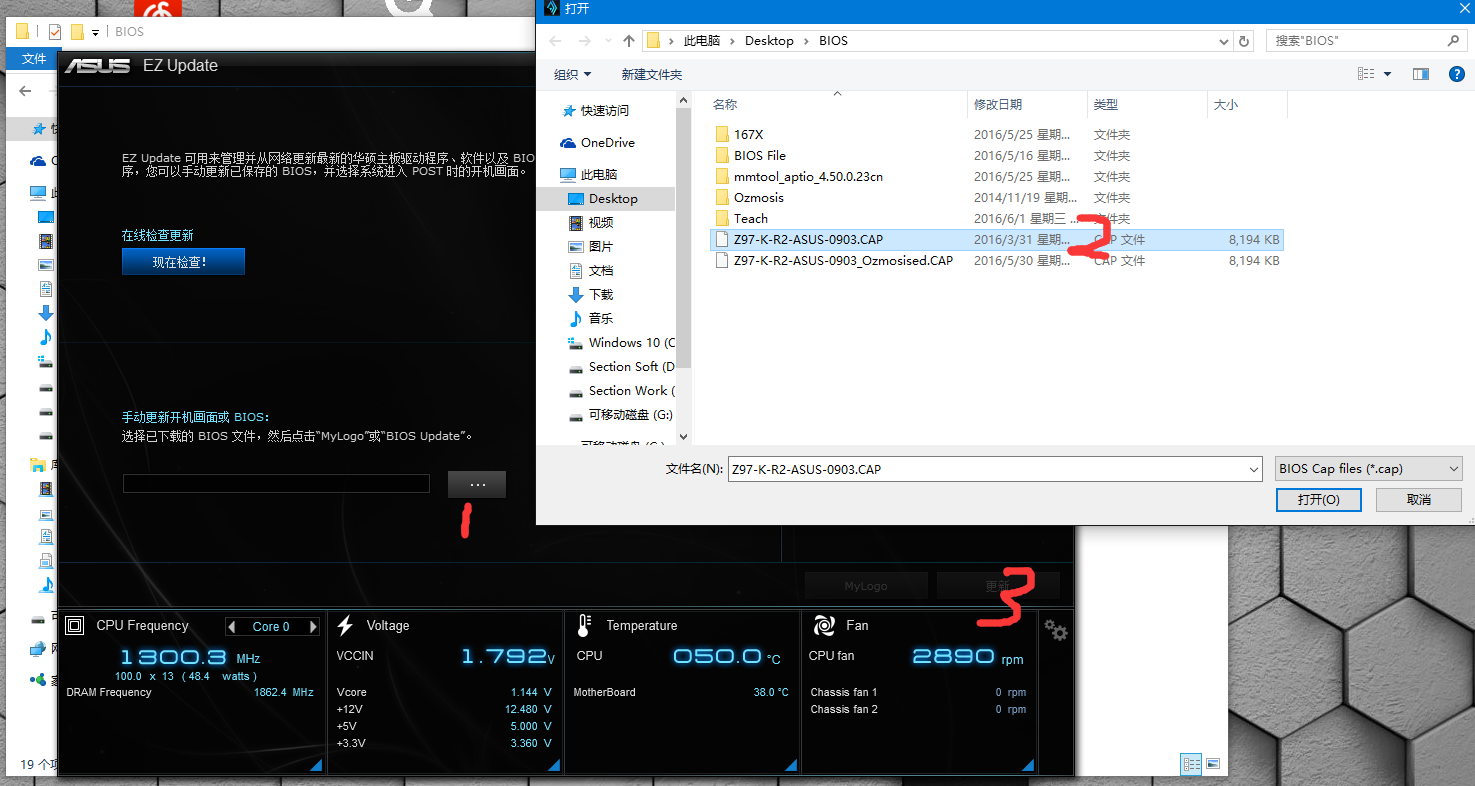 BIOS
文件
ASUS EZ Update
EZ Update 可用来管理并从网络更新最新的华硕主板驱动程序、软件以及 BIO
序，您可以手动更新已保存的 BIOS，并选择系统进入 POST 时的开机画面。
在线检查更新
现在检查!
手动更新开机画面或 BIOS:
选择已下载的 BIOS 文件，然后点击“MyLogo”或“BIOS Update”。
...
1
MyLogo
更新
3
CPU Frequency
Core 0
1300.3 MHz
100.0 x 13 ( 48.4 watts )
DRAM Frequency 1862.4 MHz
Voltage
VCCIN 1.792 V
Vcore 1.144 V
+12V 12.480 V
+5V 5.000 V
+3.3V 3.360 V
Temperature
CPU 050.0 °C
MotherBoard 38.0 °C
Fan
CPU fan 2890 rpm
Chassis fan 1 0 rpm
Chassis fan 2 0 rpm
19 个
打开
此电脑 Desktop BIOS
搜索"BIOS"
组织 新建文件夹
快速访问
OneDrive
此电脑
Desktop
视频
图片
文档
下载
音乐
Windows 10 (C
Section Soft (D
Section Work (
可移动磁盘 (G:)
名称 修改日期 类型 大小
167X 2016/5/25 星期... 文件夹
BIOS File 2016/5/16 星期... 文件夹
mmtool_aptio_4.50.0.23cn 2016/5/25 星期... 文件夹
Ozmosis 2014/11/19 星期... 文件夹
Teach 2016/6/1 星期三 ... 文件夹
Z97-K-R2-ASUS-0903.CAP 2016/3/31 星期... CAP 文件 8,194 KB
2
Z97-K-R2-ASUS-0903_Ozmosised.CAP 2016/5/30 星期... CAP 文件 8,194 KB
文件名(N): Z97-K-R2-ASUS-0903.CAP
BIOS Cap files (*.cap)
打开(O)
取消